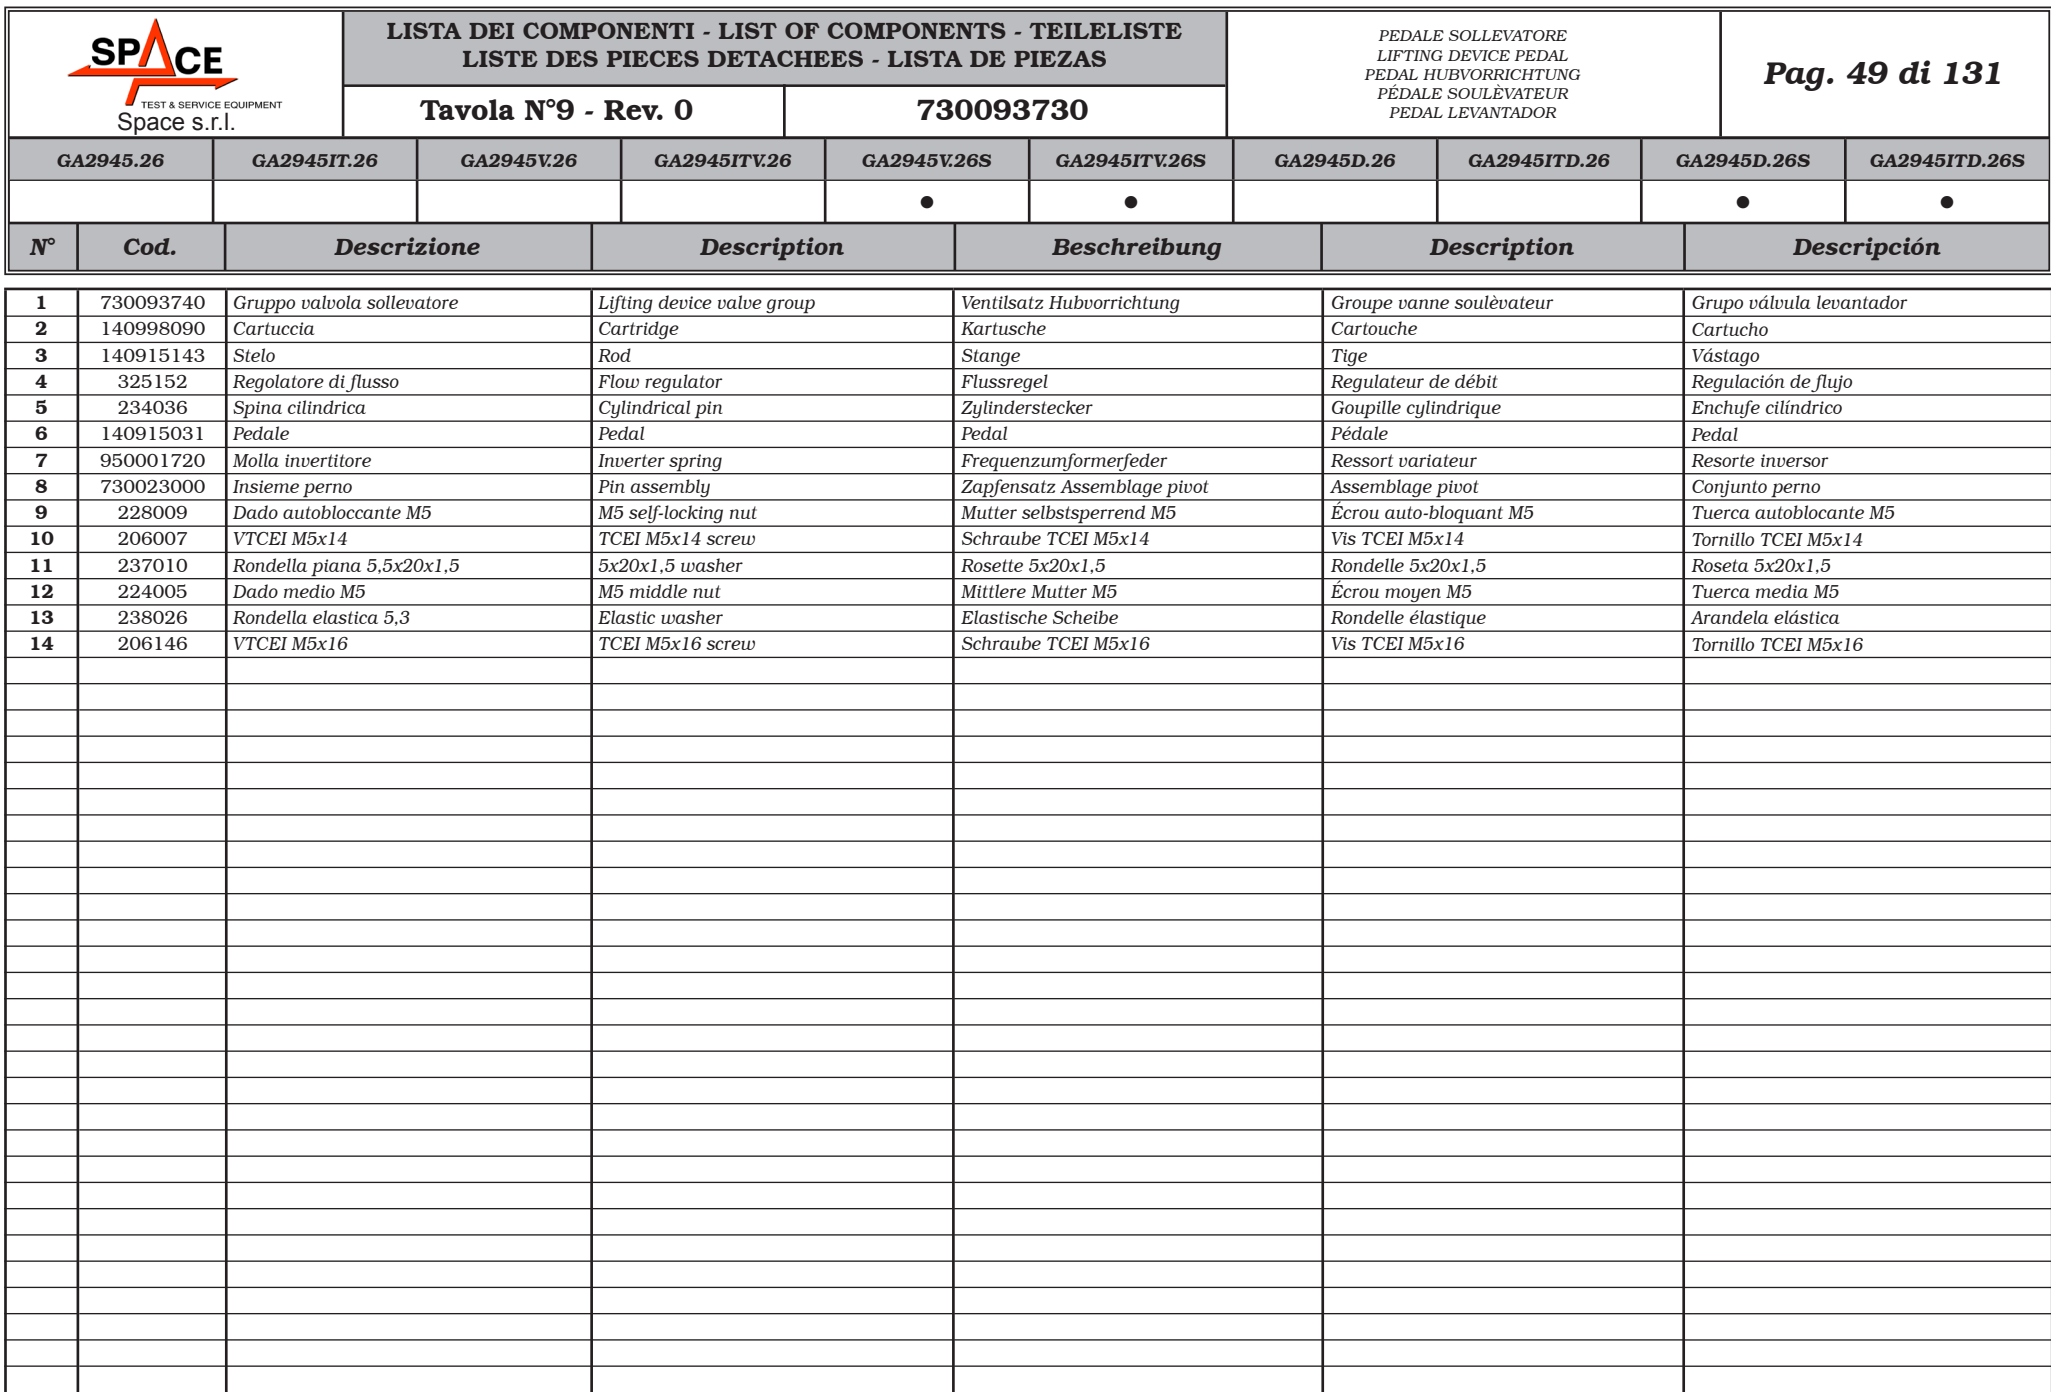 SPACE
TEST & SERVICE EQUIPMENT
Space s.r.l.
LISTA DEI COMPONENTI - LIST OF COMPONENTS - TEILELISTE
LISTE DES PIECES DETACHEES - LISTA DE PIEZAS
Tavola N°9 - Rev. 0 730093730
PEDALE SOLLEVATORE
LIFTING DEVICE PEDAL
PEDAL HUBVORRICHTUNG
PÉDALE SOULÈVATEUR
PEDAL LEVANTADOR
Pag. 49 di 131
GA2945.26 GA2945IT.26 GA2945V.26 GA2945ITV.26 GA2945V.26S GA2945ITV.26S GA2945D.26 GA2945ITD.26 GA2945D.26S GA2945ITD.26S
● ● ● ●
N° Cod. Descrizione Description Beschreibung Description Descripción
1 730093740 Gruppo valvola sollevatore Lifting device valve group Ventilsatz Hubvorrichtung Groupe vanne soulèvateur Grupo válvula levantador
2 140998090 Cartuccia Cartridge Kartusche Cartouche Cartucho
3 140915143 Stelo Rod Stange Tige Vástago
4 325152 Regolatore di flusso Flow regulator Flussregel Regulateur de débit Regulación de flujo
5 234036 Spina cilindrica Cylindrical pin Zylinderstecker Goupille cylindrique Enchufe cilíndrico
6 140915031 Pedale Pedal Pedal Pédale Pedal
7 950001720 Molla invertitore Inverter spring Frequenzumformerfeder Ressort variateur Resorte inversor
8 730023000 Insieme perno Pin assembly Zapfensatz Assemblage pivot Assemblage pivot Conjunto perno
9 228009 Dado autobloccante M5 M5 self-locking nut Mutter selbstsperrend M5 Écrou auto-bloquant M5 Tuerca autoblocante M5
10 206007 VTCEI M5x14 TCEI M5x14 screw Schraube TCEI M5x14 Vis TCEI M5x14 Tornillo TCEI M5x14
11 237010 Rondella piana 5,5x20x1,5 5x20x1,5 washer Rosette 5x20x1,5 Rondelle 5x20x1,5 Roseta 5x20x1,5
12 224005 Dado medio M5 M5 middle nut Mittlere Mutter M5 Écrou moyen M5 Tuerca media M5
13 238026 Rondella elastica 5,3 Elastic washer Elastische Scheibe Rondelle élastique Arandela elástica
14 206146 VTCEI M5x16 TCEI M5x16 screw Schraube TCEI M5x16 Vis TCEI M5x16 Tornillo TCEI M5x16